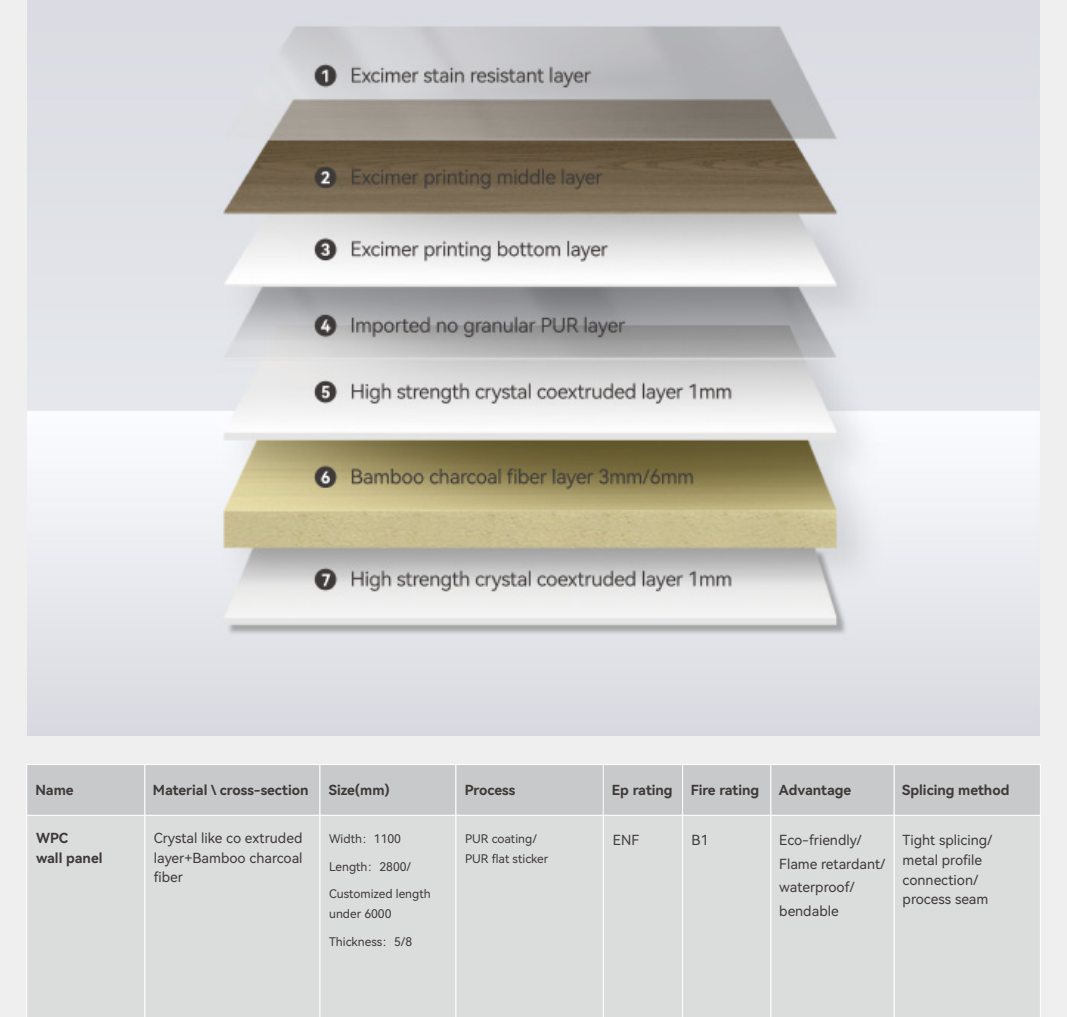 1 Excimer stain resistant layer
2 Excimer printing middle layer
3 Excimer printing bottom layer
4 Imported no granular PUR layer
5 High strength crystal coextruded layer 1mm
6 Bamboo charcoal fiber layer 3mm/6mm
7 High strength crystal coextruded layer 1mm
Name
Material \ cross-section
Size(mm)
Process
Ep rating
Fire rating
Advantage
Splicing method
WPC
wall panel
Crystal like co extruded
layer+Bamboo charcoal
fiber
Width: 1100
Length: 2800/
Customized length
under 6000
Thickness: 5/8
PUR coating/
PUR flat sticker
ENF
B1
Eco-friendly/
Flame retardant/
waterproof/
bendable
Tight splicing/
metal profile
connection/
process seam